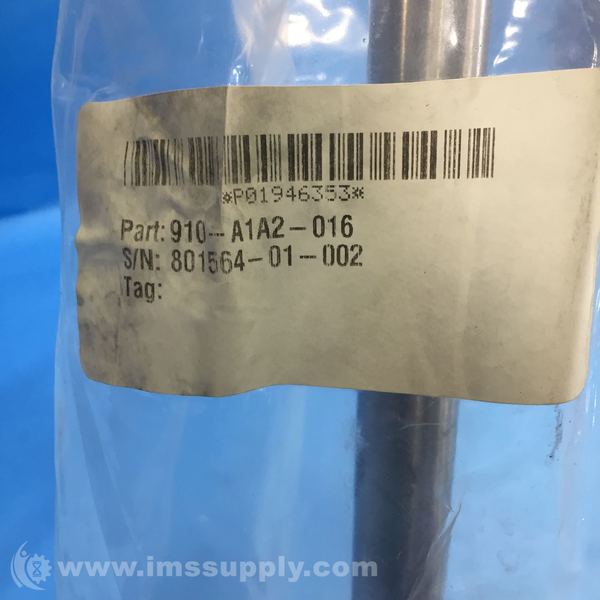 *P01946353*
Part: 910-A1A2-016
S/N: 801564-01-002
Tag:
www.imssupply.com